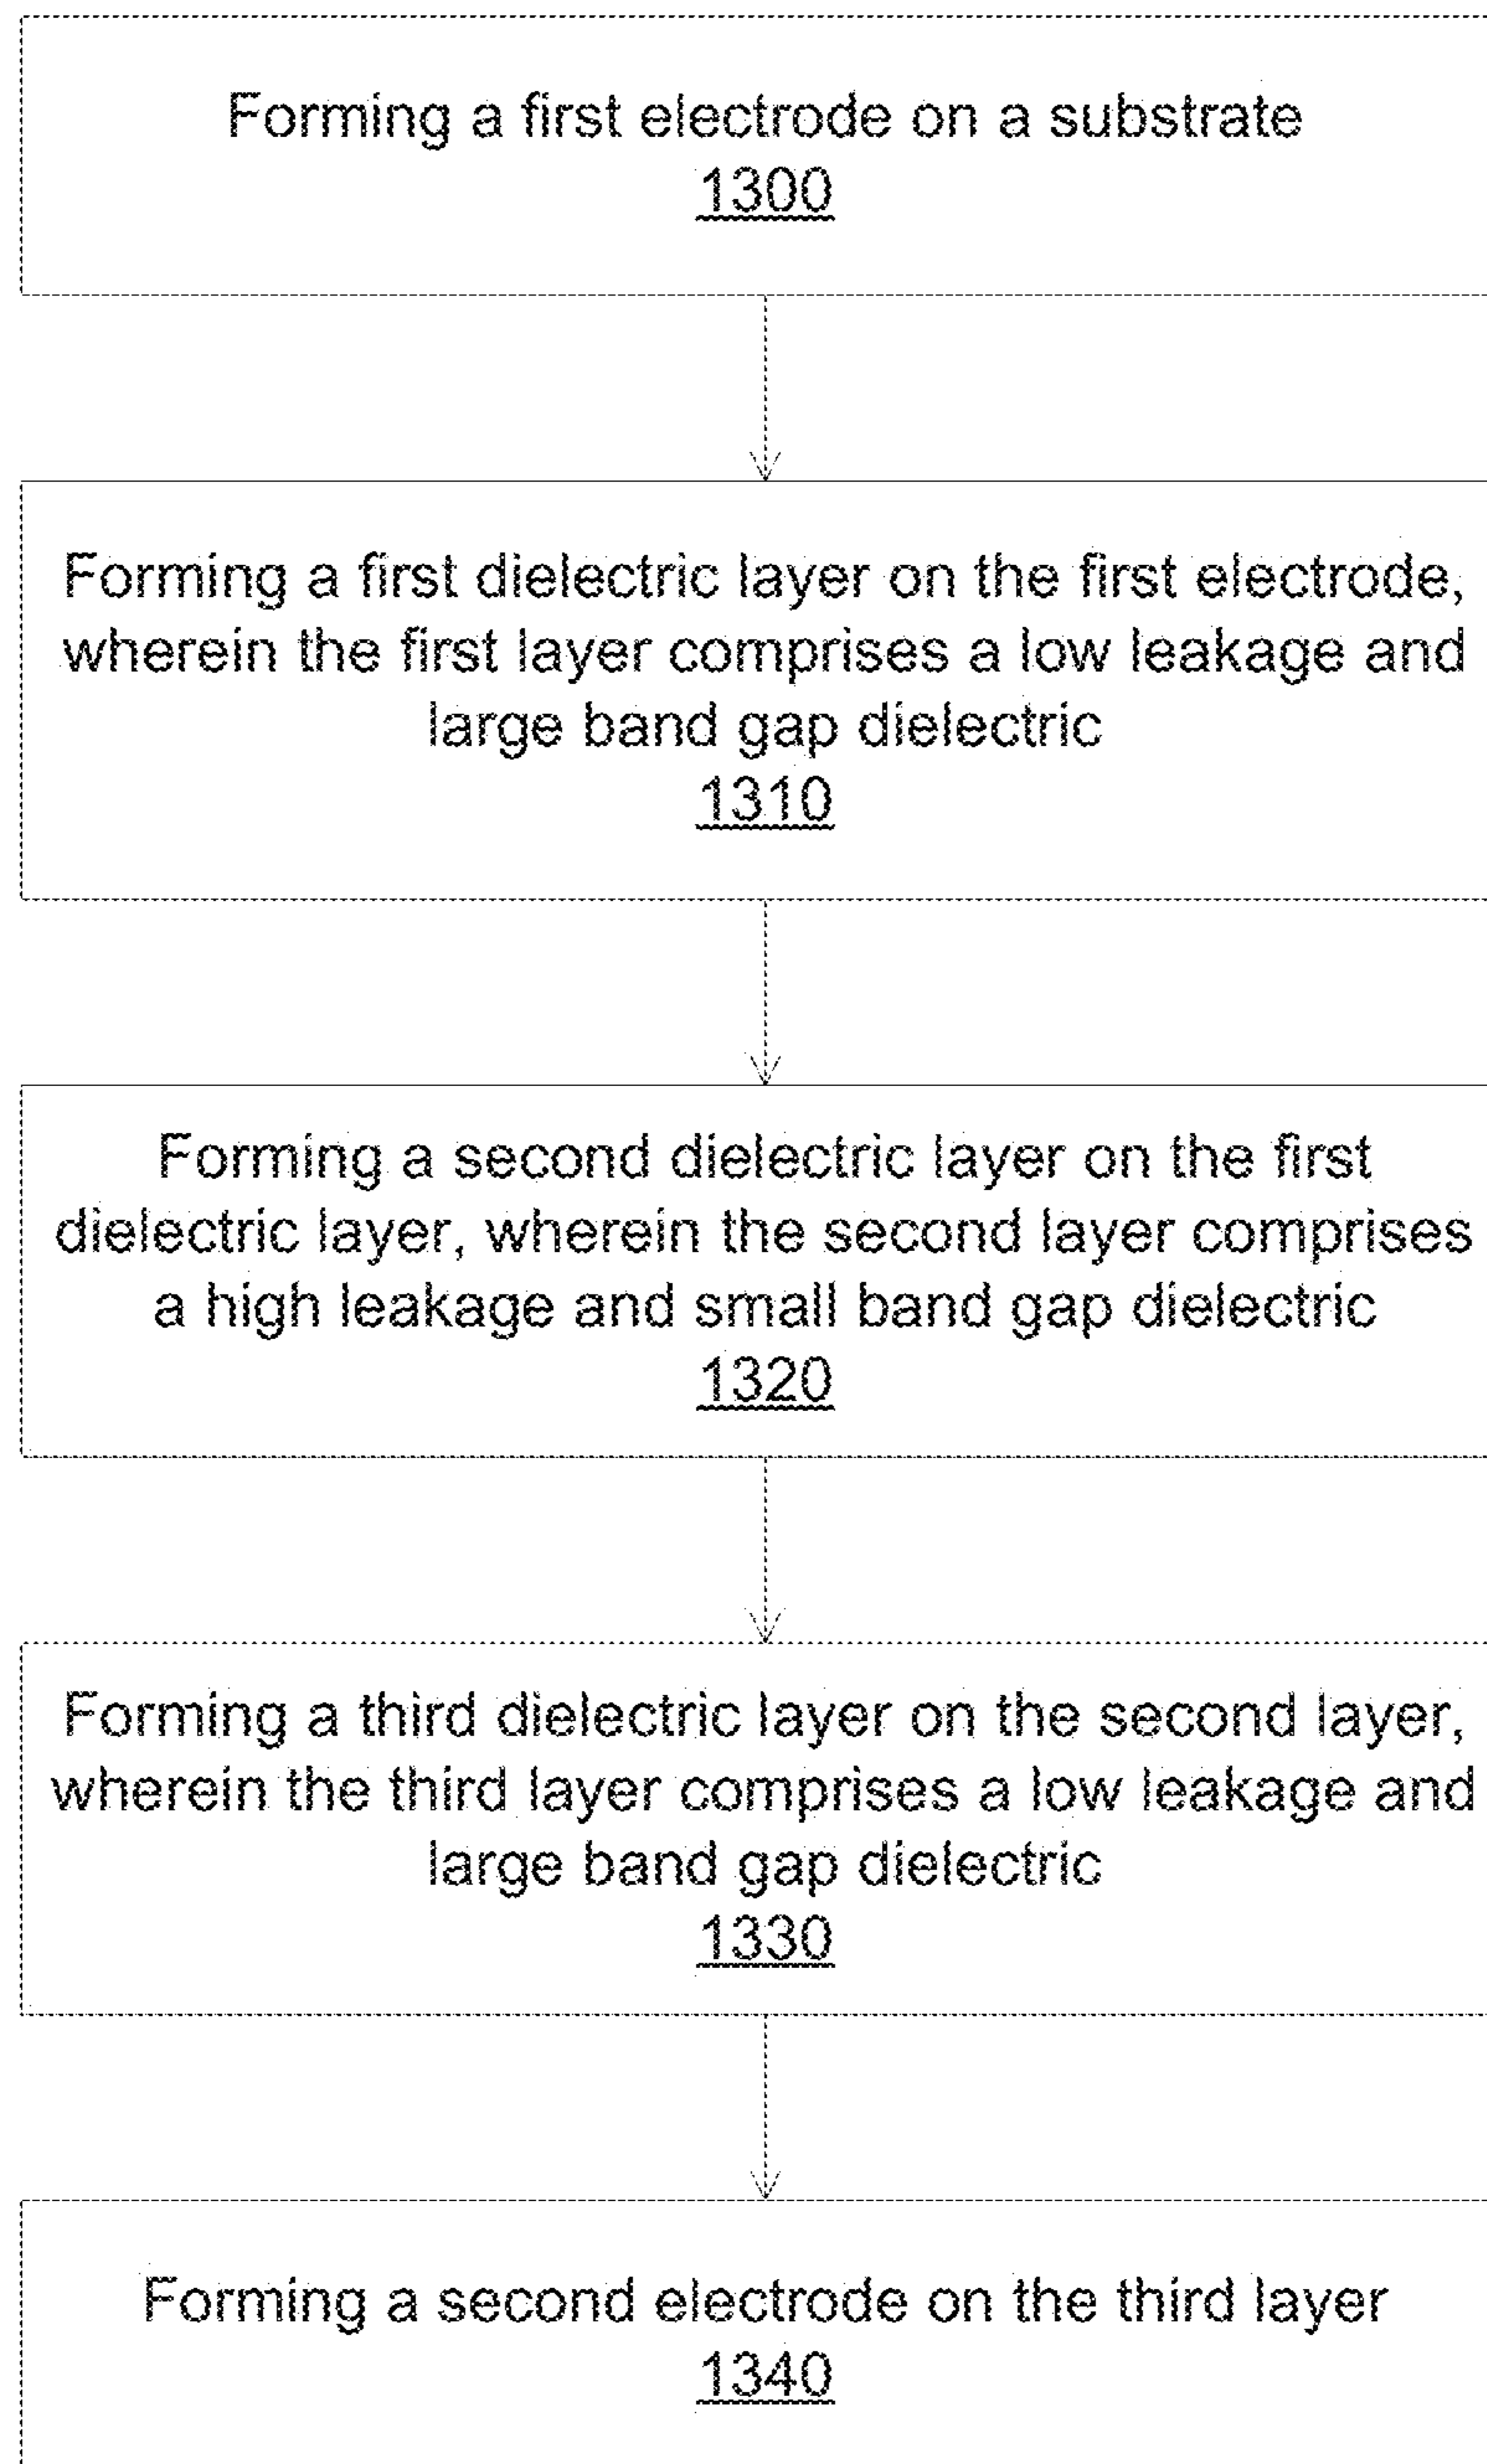 Forming a first electrode on a substrate
1300
Forming a first dielectric layer on the first electrode,
wherein the first layer comprises a low leakage and
large band gap dielectric
1310
Forming a second dielectric layer on the first
dielectric layer, wherein the second layer comprises
a high leakage and small band gap dielectric
1320
Forming a third dielectric layer on the second layer,
wherein the third layer comprises a low leakage and
large band gap dielectric
1330
Forming a second electrode on the third layer
1340